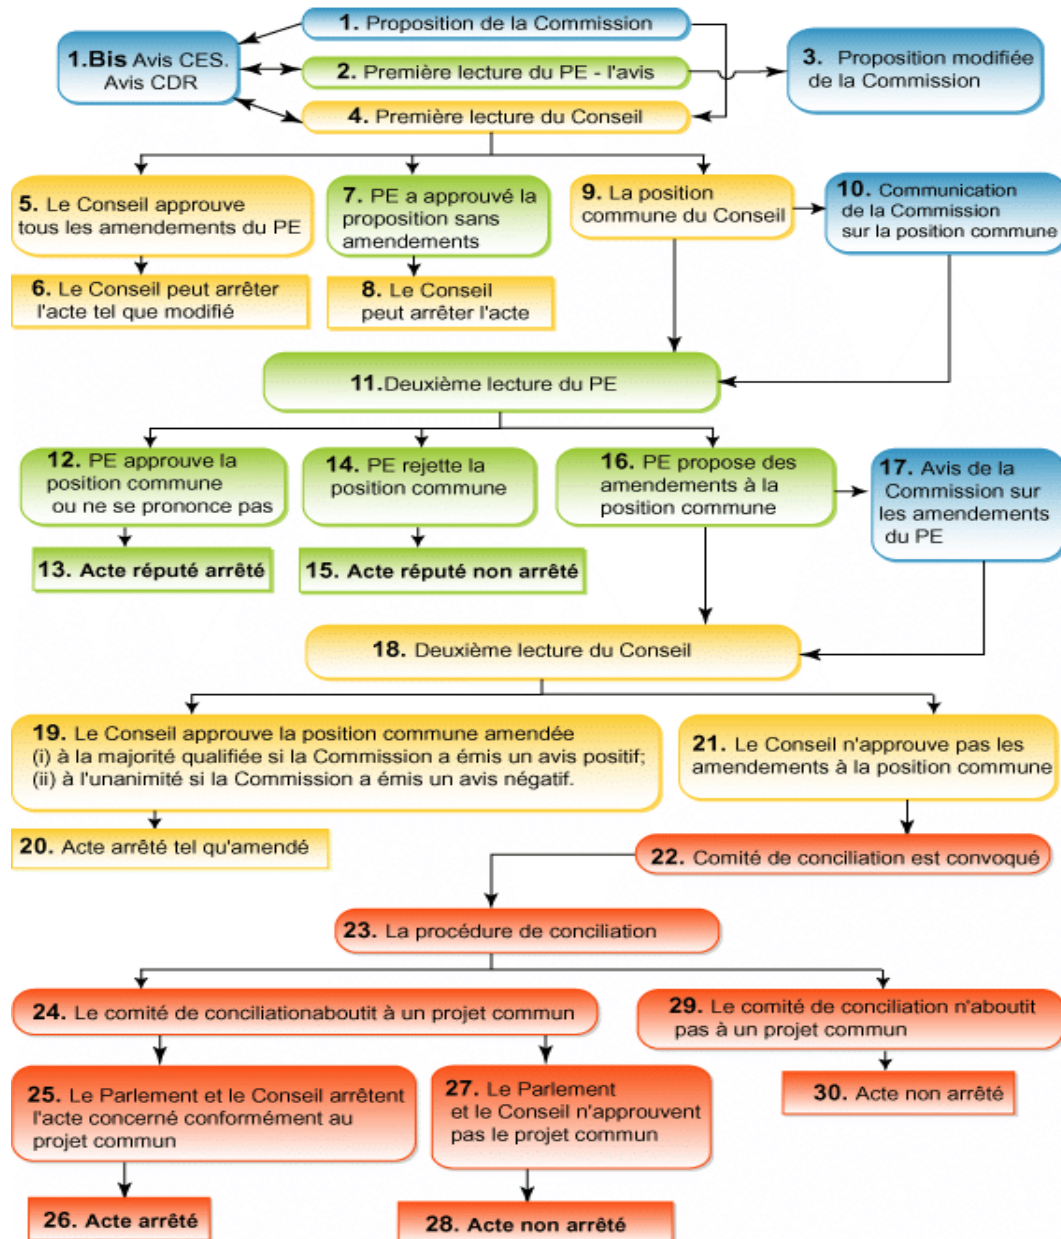 1. Proposition de la Commission
1.Bis Avis CES.
Avis CDR
2. Première lecture du PE - l'avis
3. Proposition modifiée
de la Commission
4. Première lecture du Conseil
5. Le Conseil approuve
tous les amendements du PE
7. PE a approuvé la
proposition sans
amendements
9. La position
commune du Conseil
10. Communication
de la Commission
sur la position commune
6. Le Conseil peut arrêter
l'acte tel que modifié
8. Le Conseil
peut arrêter l'acte
11.Deuxième lecture du PE
12. PE approuve la
position commune
ou ne se prononce pas
14. PE rejette la
position commune
16. PE propose des
amendements à la
position commune
17. Avis de la
Commission sur
les amendements
du PE
13. Acte réputé arrêté
15. Acte réputé non arrêté
18. Deuxième lecture du Conseil
19. Le Conseil approuve la position commune amendée
(i) à la majorité qualifiée si la Commission a émis un avis positif;
(ii) à l'unanimité si la Commission a émis un avis négatif.
21. Le Conseil n'approuve pas les
amendements à la position commune
20. Acte arrêté tel qu'amendé
22. Comité de conciliation est convoqué
23. La procédure de conciliation
24. Le comité de conciliationaboutit à un projet commun
29. Le comité de conciliation n'aboutit
pas à un projet commun
25. Le Parlement et le Conseil arrêtent
l'acte concerné conformément au
projet commun
27. Le Parlement
et le Conseil n'approuvent
pas le projet commun
30. Acte non arrêté
26. Acte arrêté
28. Acte non arrêté